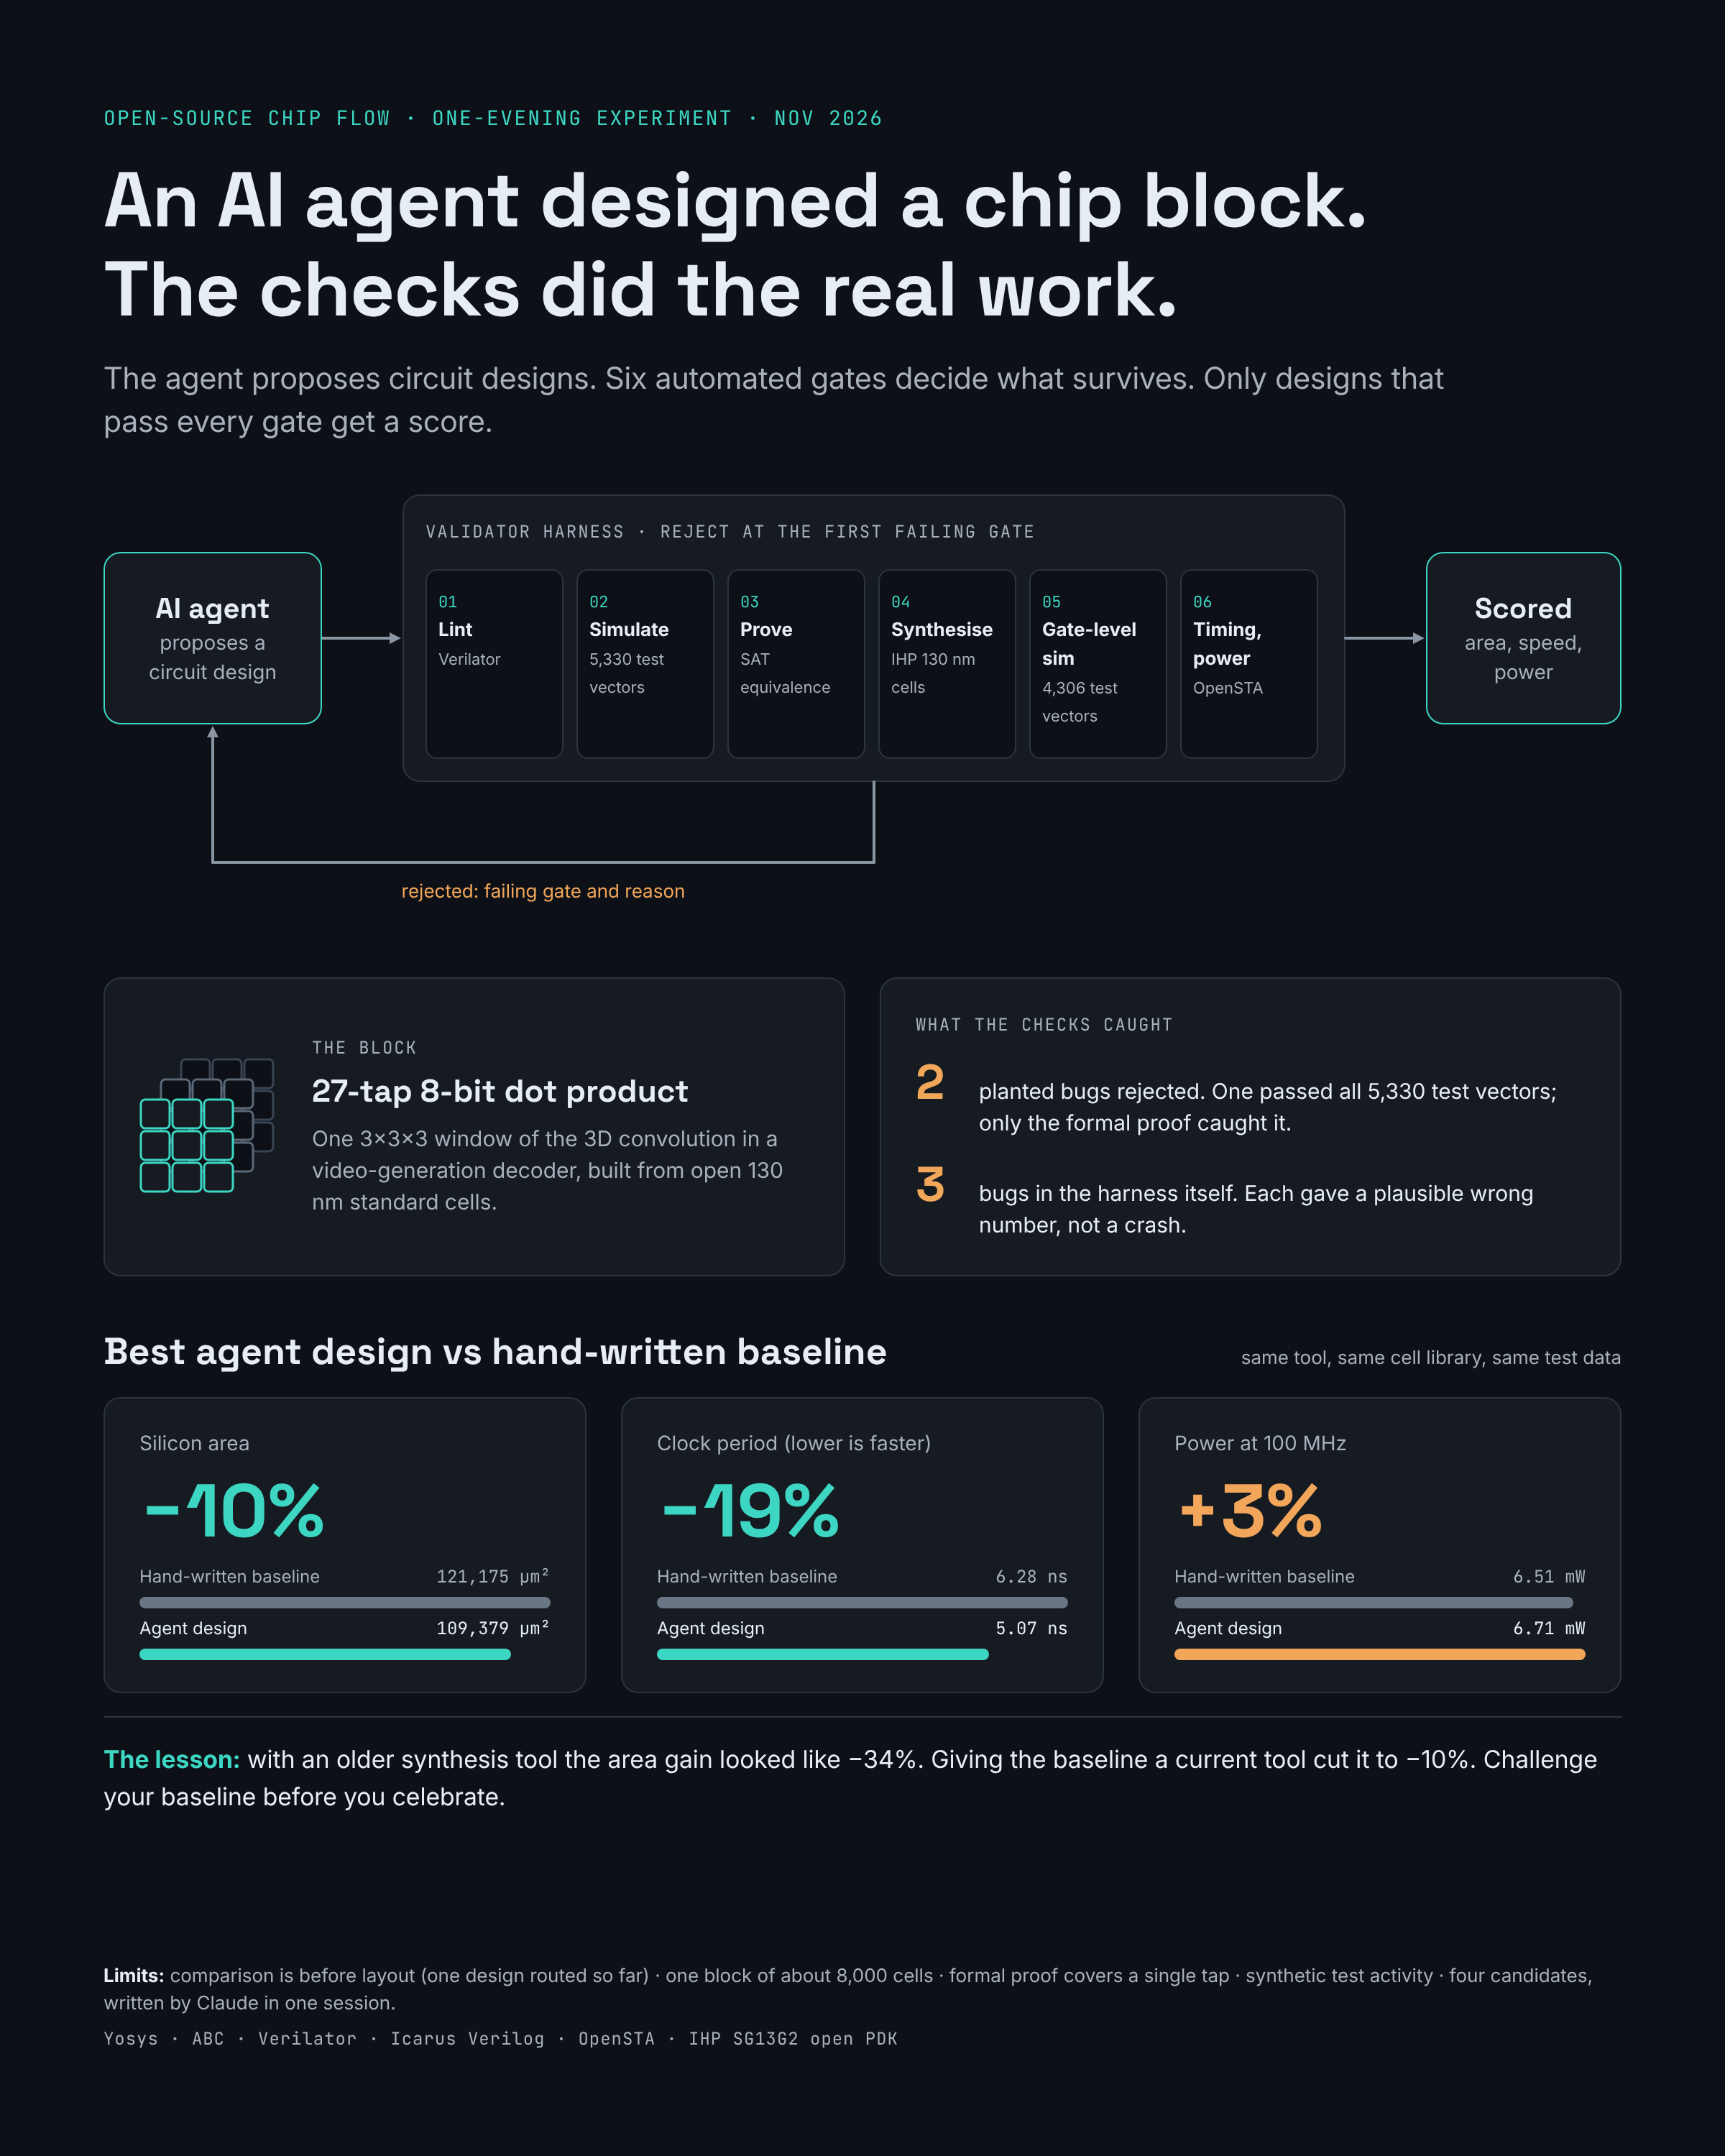 OPEN-SOURCE CHIP FLOW · ONE-EVENING EXPERIMENT · NOV 2026
An AI agent designed a chip block.
The checks did the real work.
The agent proposes circuit designs. Six automated gates decide what survives. Only designs that
pass every gate get a score.
AI agent
proposes a
circuit design
VALIDATOR HARNESS · REJECT AT THE FIRST FAILING GATE
01
Lint
Verilator
02
Simulate
5,330 test
vectors
03
Prove
SAT
equivalence
04
Synthesise
IHP 130 nm
cells
05
Gate-level
sim
4,306 test
vectors
06
Timing,
power
OpenSTA
Scored
area, speed,
power
rejected: failing gate and reason
THE BLOCK
27-tap 8-bit dot product
One 3×3×3 window of the 3D convolution in a
video-generation decoder, built from open 130
nm standard cells.
WHAT THE CHECKS CAUGHT
2 planted bugs rejected. One passed all 5,330 test vectors;
only the formal proof caught it.
3 bugs in the harness itself. Each gave a plausible wrong
number, not a crash.
Best agent design vs hand-written baseline
same tool, same cell library, same test data
Silicon area
−10%
Hand-written baseline 121,175 µm²
Agent design 109,379 µm²
Clock period (lower is faster)
−19%
Hand-written baseline 6.28 ns
Agent design 5.07 ns
Power at 100 MHz
+3%
Hand-written baseline 6.51 mW
Agent design 6.71 mW
The lesson: with an older synthesis tool the area gain looked like −34%. Giving the baseline a current tool cut it to −10%. Challenge
your baseline before you celebrate.
Limits: comparison is before layout (one design routed so far) · one block of about 8,000 cells · formal proof covers a single tap · synthetic test activity · four candidates,
written by Claude in one session.
Yosys · ABC · Verilator · Icarus Verilog · OpenSTA · IHP SG13G2 open PDK